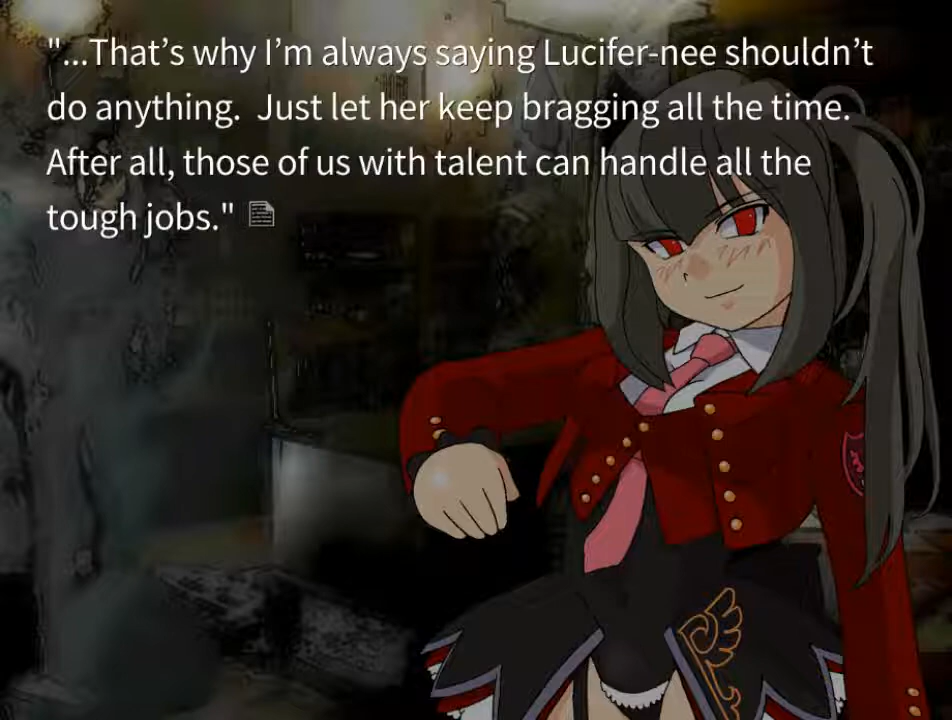 "...That’s why I’m always saying Lucifer-nee shouldn’t
do anything.  Just let her keep bragging all the time.
After all, those of us with talent can handle all the
tough jobs."